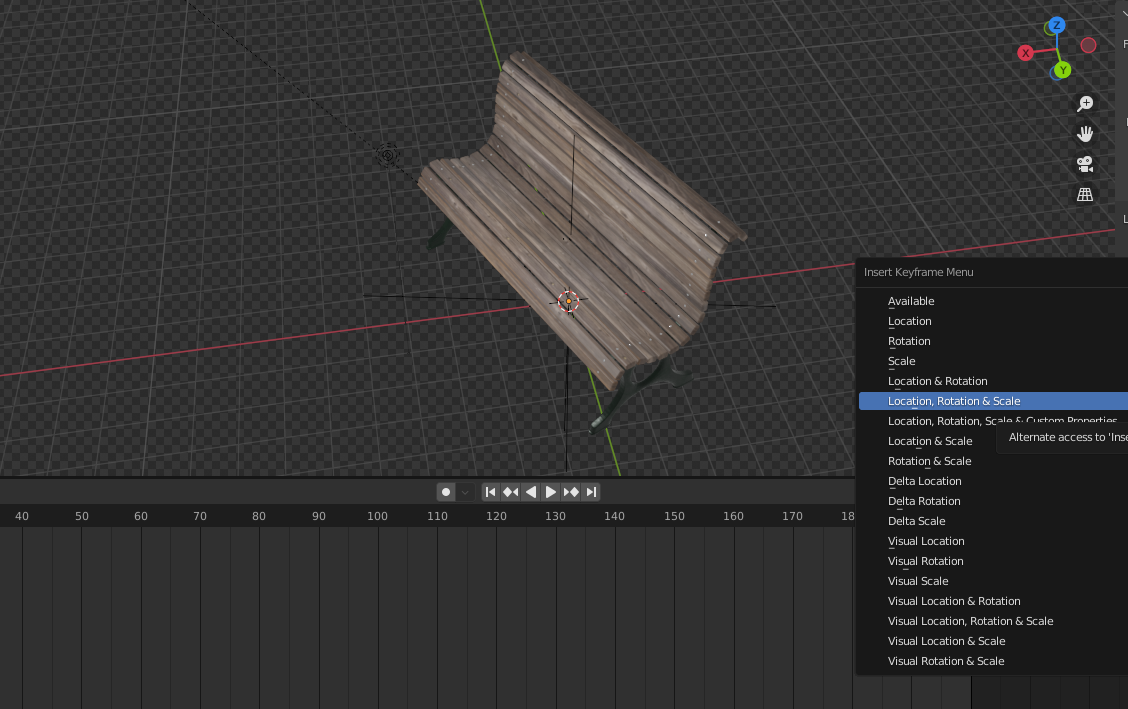 Z
X
Y
Insert Keyframe Menu
Available
Location
Rotation
Scale
Location & Rotation
Location, Rotation & Scale
Location, Rotation, Scale & Custom Properties
Alternate access to 'Inse
Location & Scale
Rotation & Scale
Delta Location
Delta Rotation
Delta Scale
Visual Location
Visual Rotation
Visual Scale
Visual Location & Rotation
Visual Location, Rotation & Scale
Visual Location & Scale
Visual Rotation & Scale
40 50 60 70 80 90 100 110 120 130 140 150 160 170 18